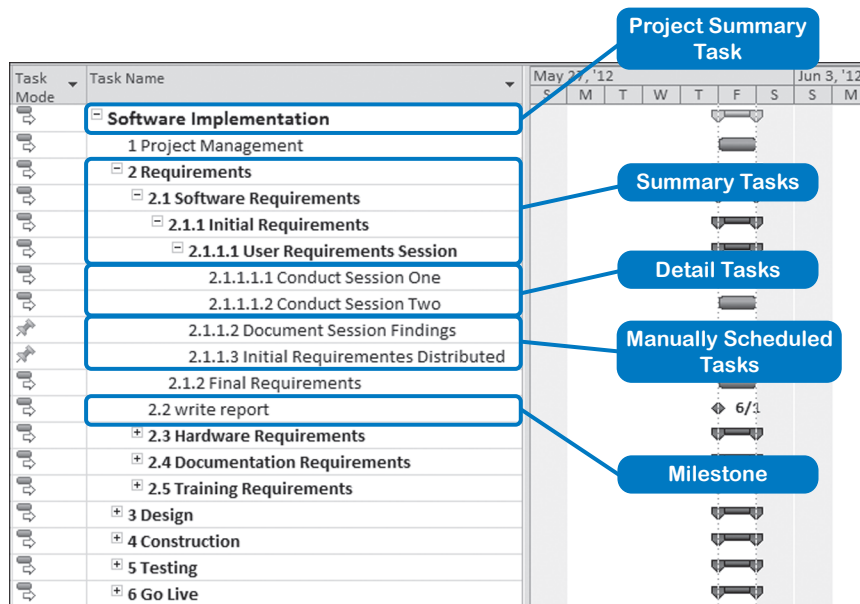 Project Summary
Task
Task
Mode
Task Name
May 27, '12
Jun 3, '12
S M T W T F S S M
Software Implementation
1 Project Management
2 Requirements
Summary Tasks
2.1 Software Requirements
2.1.1 Initial Requirements
2.1.1.1 User Requirements Session
Detail Tasks
2.1.1.1.1 Conduct Session One
2.1.1.1.2 Conduct Session Two
2.1.1.2 Document Session Findings
Manually Scheduled
Tasks
2.1.1.3 Initial Requirementes Distributed
2.1.2 Final Requirements
2.2 write report
6/1
2.3 Hardware Requirements
2.4 Documentation Requirements
Milestone
2.5 Training Requirements
3 Design
4 Construction
5 Testing
6 Go Live